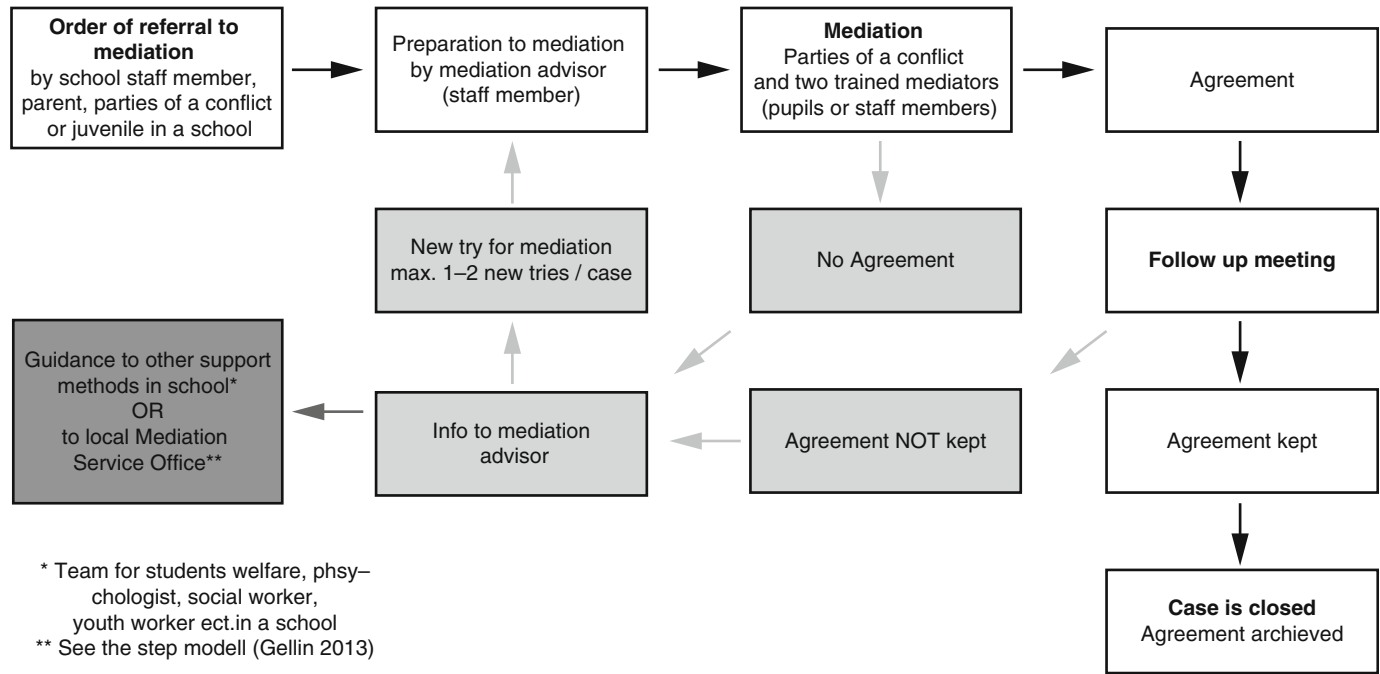 Order of referral to
mediation
by school staff member,
parent, parties of a conflict
or juvenile in a school
Preparation to mediation
by mediation advisor
(staff member)
Mediation
Parties of a conflict
and two trained mediators
(pupils or staff members)
Agreement
New try for mediation
max. 1–2 new tries / case
No Agreement
Follow up meeting
Guidance to other support
methods in school*
OR
to local Mediation
Service Office**
Info to mediation
advisor
Agreement NOT kept
Agreement kept
* Team for students welfare, phsy–
chologist, social worker,
youth worker ect.in a school
** See the step modell (Gellin 2013)
Case is closed
Agreement archieved